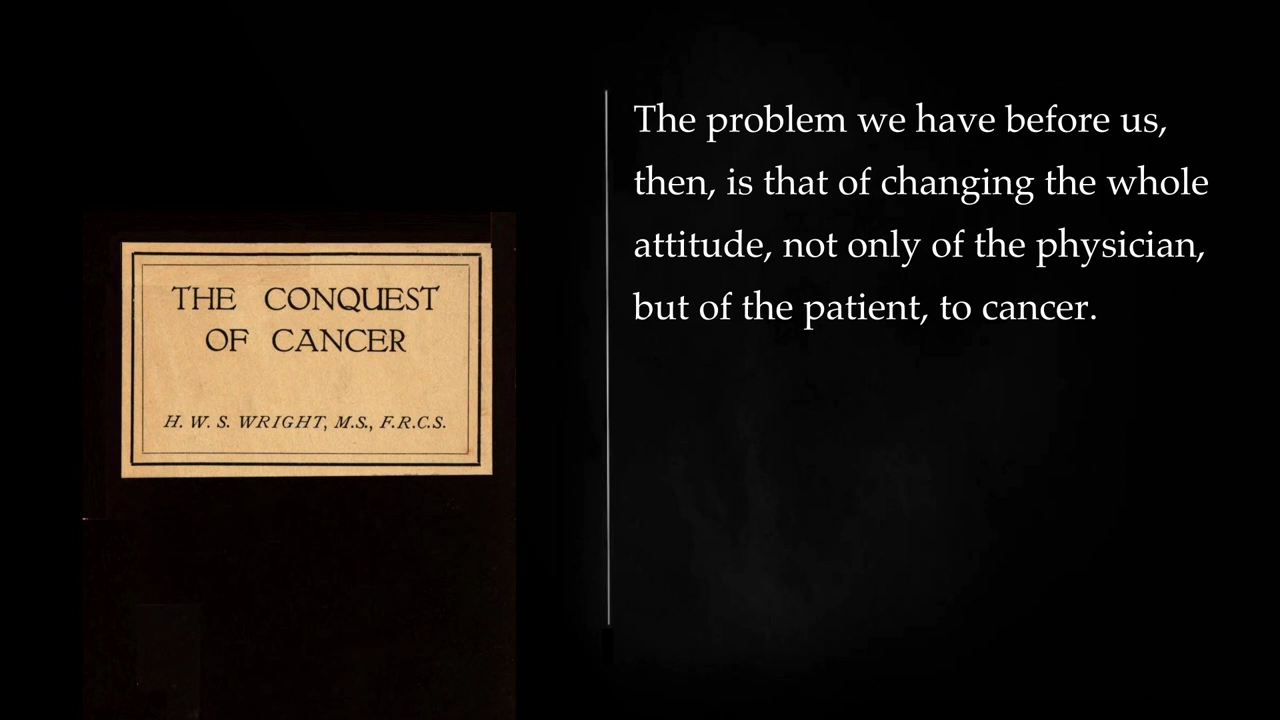 THE CONQUEST
OF CANCER
H. W. S. WRIGHT, M.S., F.R.C.S.
The problem we have before us,
then, is that of changing the whole
attitude, not only of the physician,
but of the patient, to cancer.